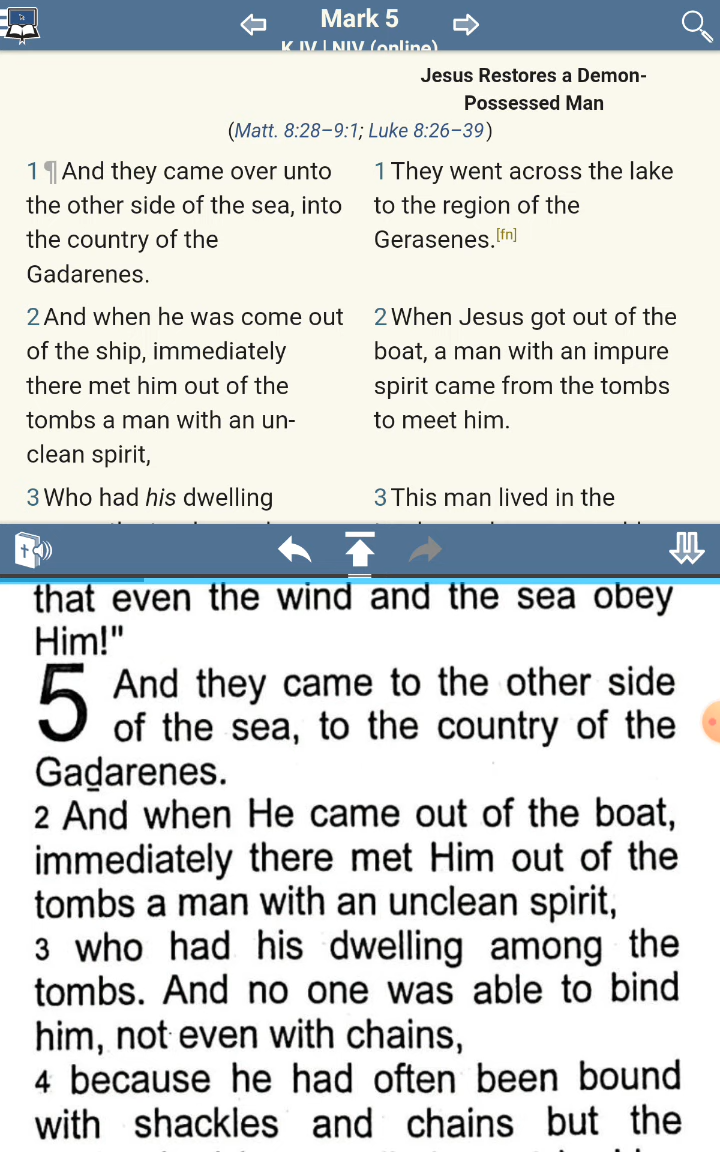 Mark 5
KJV | NIV (online)
Jesus Restores a Demon-
Possessed Man
(Matt. 8:28–9:1; Luke 8:26–39)
1 ¶ And they came over unto
the other side of the sea, into
the country of the
Gadarenes.
2 And when he was come out
of the ship, immediately
there met him out of the
tombs a man with an un-
clean spirit,
3 Who had his dwelling
1 They went across the lake
to the region of the
Gerasenes.[fn]
2 When Jesus got out of the
boat, a man with an impure
spirit came from the tombs
to meet him.
3 This man lived in the
that even the wind and the sea obey
Him!"
5 And they came to the other side
of the sea, to the country of the
Gadarenes.
2 And when He came out of the boat,
immediately there met Him out of the
tombs a man with an unclean spirit,
3 who had his dwelling among the
tombs. And no one was able to bind
him, not even with chains,
4 because he had often been bound
with shackles and chains but the